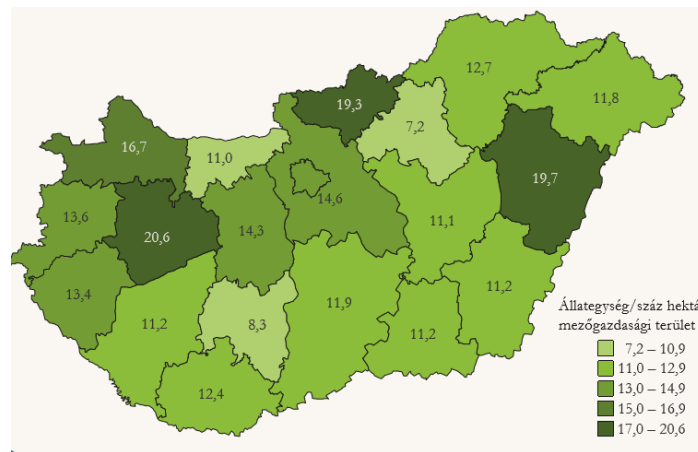 12,7
11,8
19,3
7,2
16,7
11,0
19,7
13,6
14,6
20,6
14,3
11,1
13,4
11,9
11,2
11,2
8,3
11,2
12,4
Állategység/száz hektá
mezőgazdasági terület
7,2 – 10,9
11,0 – 12,9
13,0 – 14,9
15,0 – 16,9
17,0 – 20,6